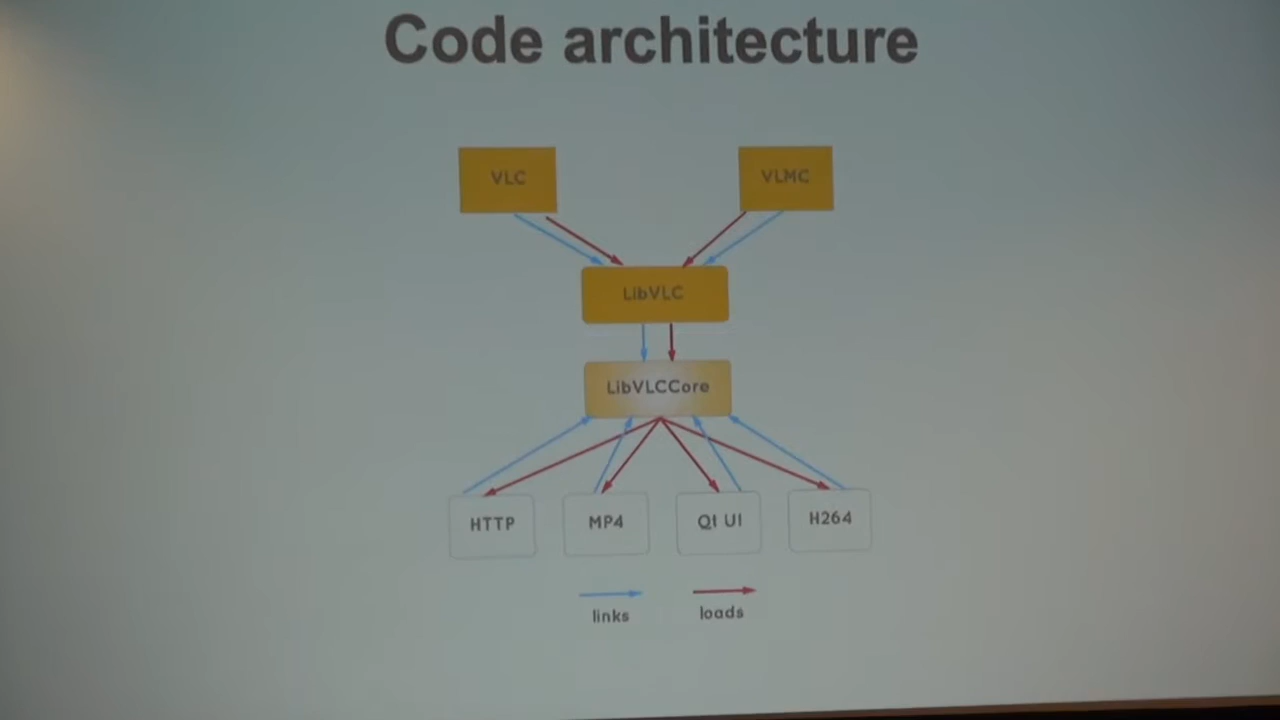 Code architecture
VLC
VLMC
LibVLC
LibVLCCore
HTTP
MP4
Qt UI
H264
links
loads